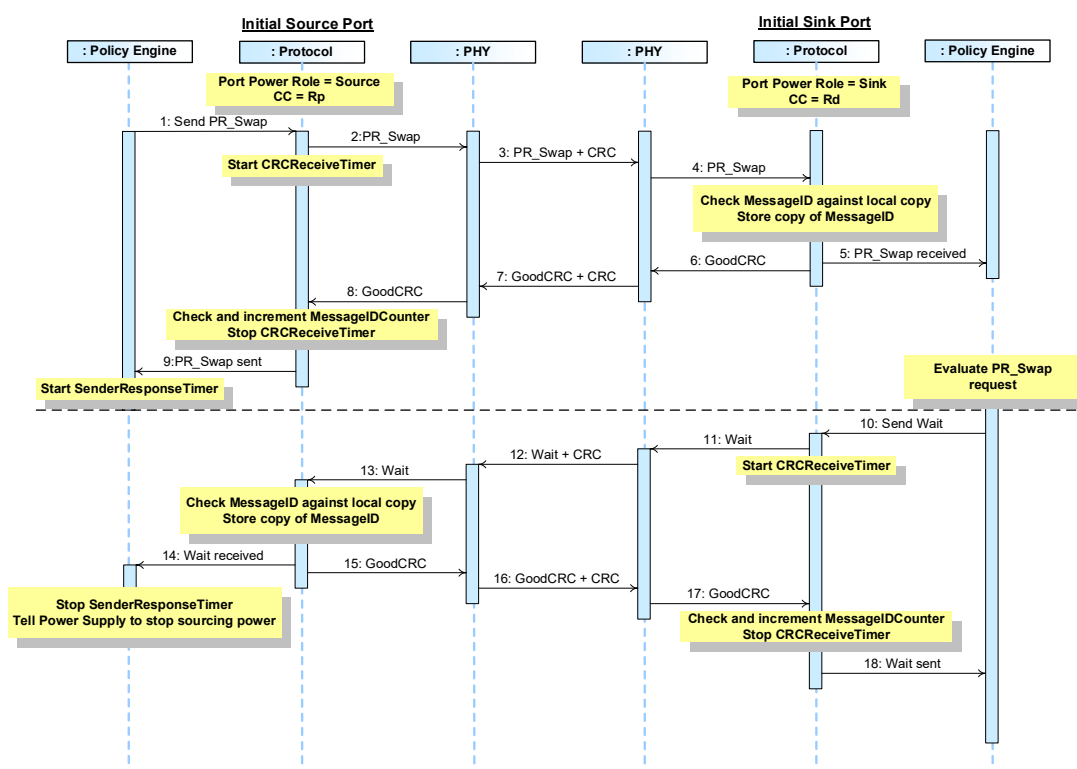 Initial Source Port
Initial Sink Port
: Policy Engine
: Protocol
: PHY
: PHY
: Protocol
: Policy Engine
Port Power Role = Source
CC = Rp
Port Power Role = Sink
CC = Rd
1: Send PR_Swap
2:PR_Swap
Start CRCReceiveTimer
3: PR_Swap + CRC
4: PR_Swap
Check MessageID against local copy
Store copy of MessageID
5: PR_Swap received
6: GoodCRC
7: GoodCRC + CRC
8: GoodCRC
Check and increment MessageIDCounter
Stop CRCReceiveTimer
9:PR_Swap sent
Start SenderResponseTimer
Evaluate PR_Swap
request
10: Send Wait
11: Wait
Start CRCReceiveTimer
12: Wait + CRC
13: Wait
Check MessageID against local copy
Store copy of MessageID
14: Wait received
15: GoodCRC
16: GoodCRC + CRC
17: GoodCRC
Stop SenderResponseTimer
Tell Power Supply to stop sourcing power
Check and increment MessageIDCounter
Stop CRCReceiveTimer
18: Wait sent